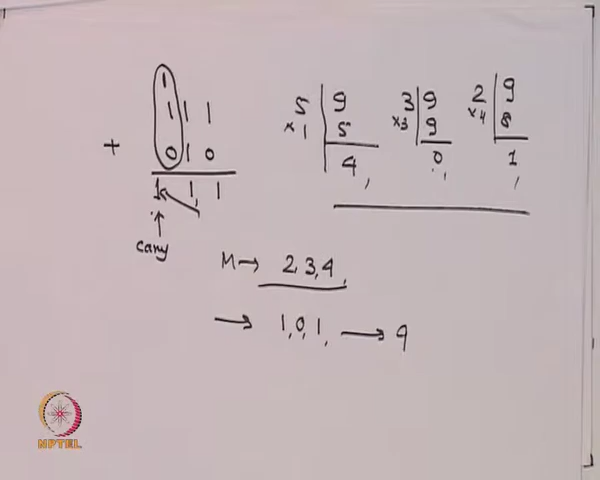 1
1 1 1
+ 0 1 0
1 1, 1
carry
5 | 9
×1 | 5
4,
3 | 9
×3 | 9
0,
2 | 9
×4 | 8
1,
M→ 2,3,4,
→ 1,0,1, → 9
NPTEL